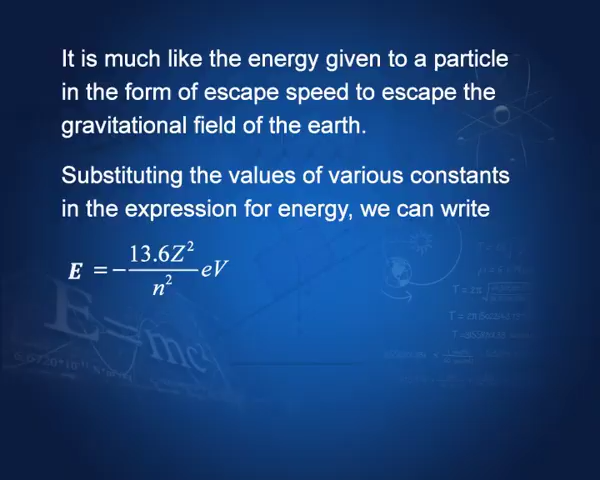 It is much like the energy given to a particle
in the form of escape speed to escape the
gravitational field of the earth.
Substituting the values of various constants
in the expression for energy, we can write
E = -13.6Z²/n² eV
E=mc²